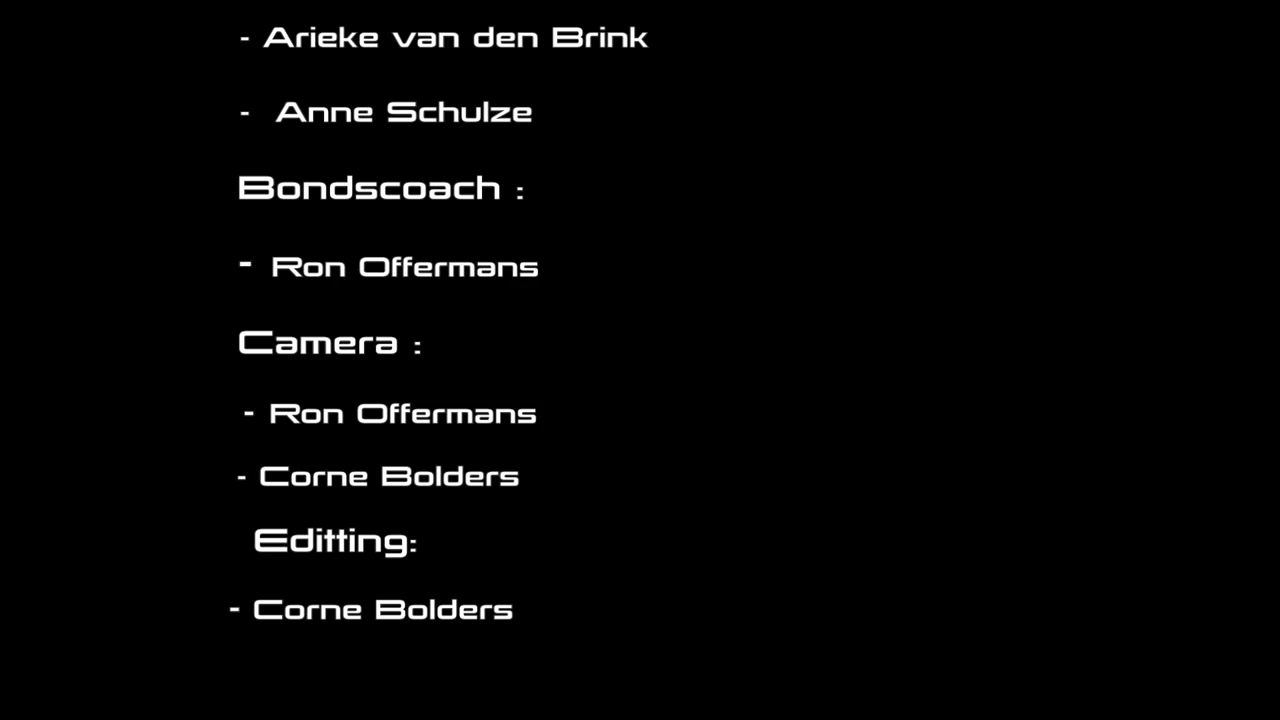 - Arieke van den Brink
- Anne Schulze
Bondscoach :
- Ron Offermans
Camera :
- Ron Offermans
- Corne Bolders
Editting:
- Corne Bolders